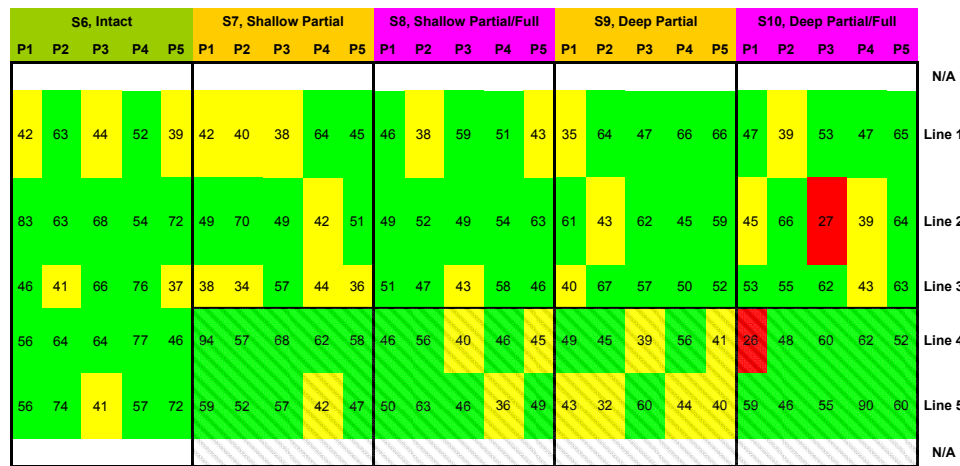 S6, Intact S7, Shallow Partial S8, Shallow Partial/Full S9, Deep Partial S10, Deep Partial/Full
P1 P2 P3 P4 P5 P1 P2 P3 P4 P5 P1 P2 P3 P4 P5 P1 P2 P3 P4 P5 P1 P2 P3 P4 P5
N/A
42 63 44 52 39 42 40 38 64 45 46 38 59 51 43 35 64 47 66 66 47 39 53 47 65 Line 1
83 63 68 54 72 49 70 49 42 51 49 52 49 54 63 61 43 62 45 59 45 66 27 39 64 Line 2
46 41 66 76 37 38 34 57 44 36 51 47 43 58 46 40 67 57 50 52 53 55 62 43 63 Line 3
56 64 64 77 46 94 57 68 62 58 46 56 40 46 45 49 45 39 56 41 26 48 60 62 52 Line 4
56 74 41 57 72 59 52 57 42 47 50 63 46 36 49 43 32 60 44 40 59 46 55 90 60 Line 5
N/A